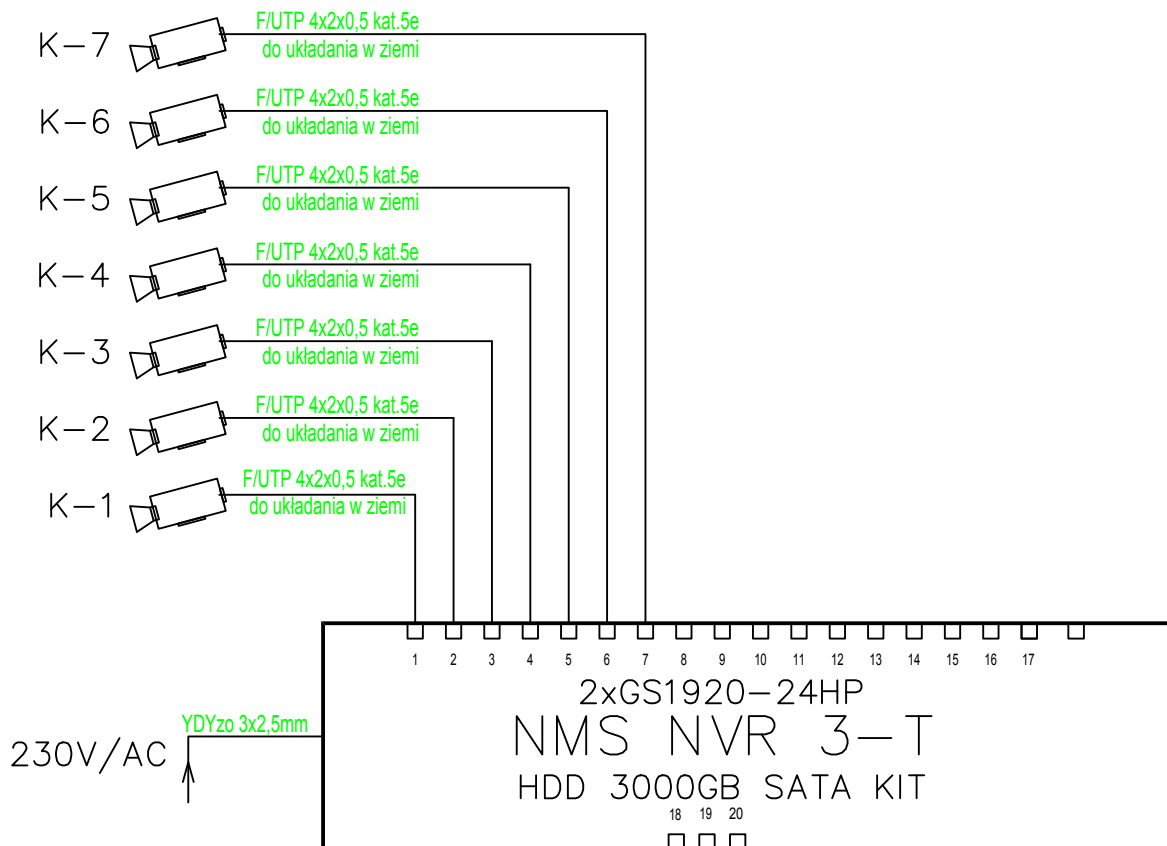 K-7
F/UTP 4x2x0,5 kat.5e
do układania w ziemi
K-6
F/UTP 4x2x0,5 kat.5e
do układania w ziemi
K-5
F/UTP 4x2x0,5 kat.5e
do układania w ziemi
K-4
F/UTP 4x2x0,5 kat.5e
do układania w ziemi
K-3
F/UTP 4x2x0,5 kat.5e
do układania w ziemi
K-2
F/UTP 4x2x0,5 kat.5e
do układania w ziemi
K-1
F/UTP 4x2x0,5 kat.5e
do układania w ziemi
1 2 3 4 5 6 7 8 9 10 11 12 13 14 15 16 17
2xGS1920-24HP
NMS NVR 3-T
HDD 3000GB SATA KIT
18 19 20
YDYzo 3x2,5mm
230V/AC